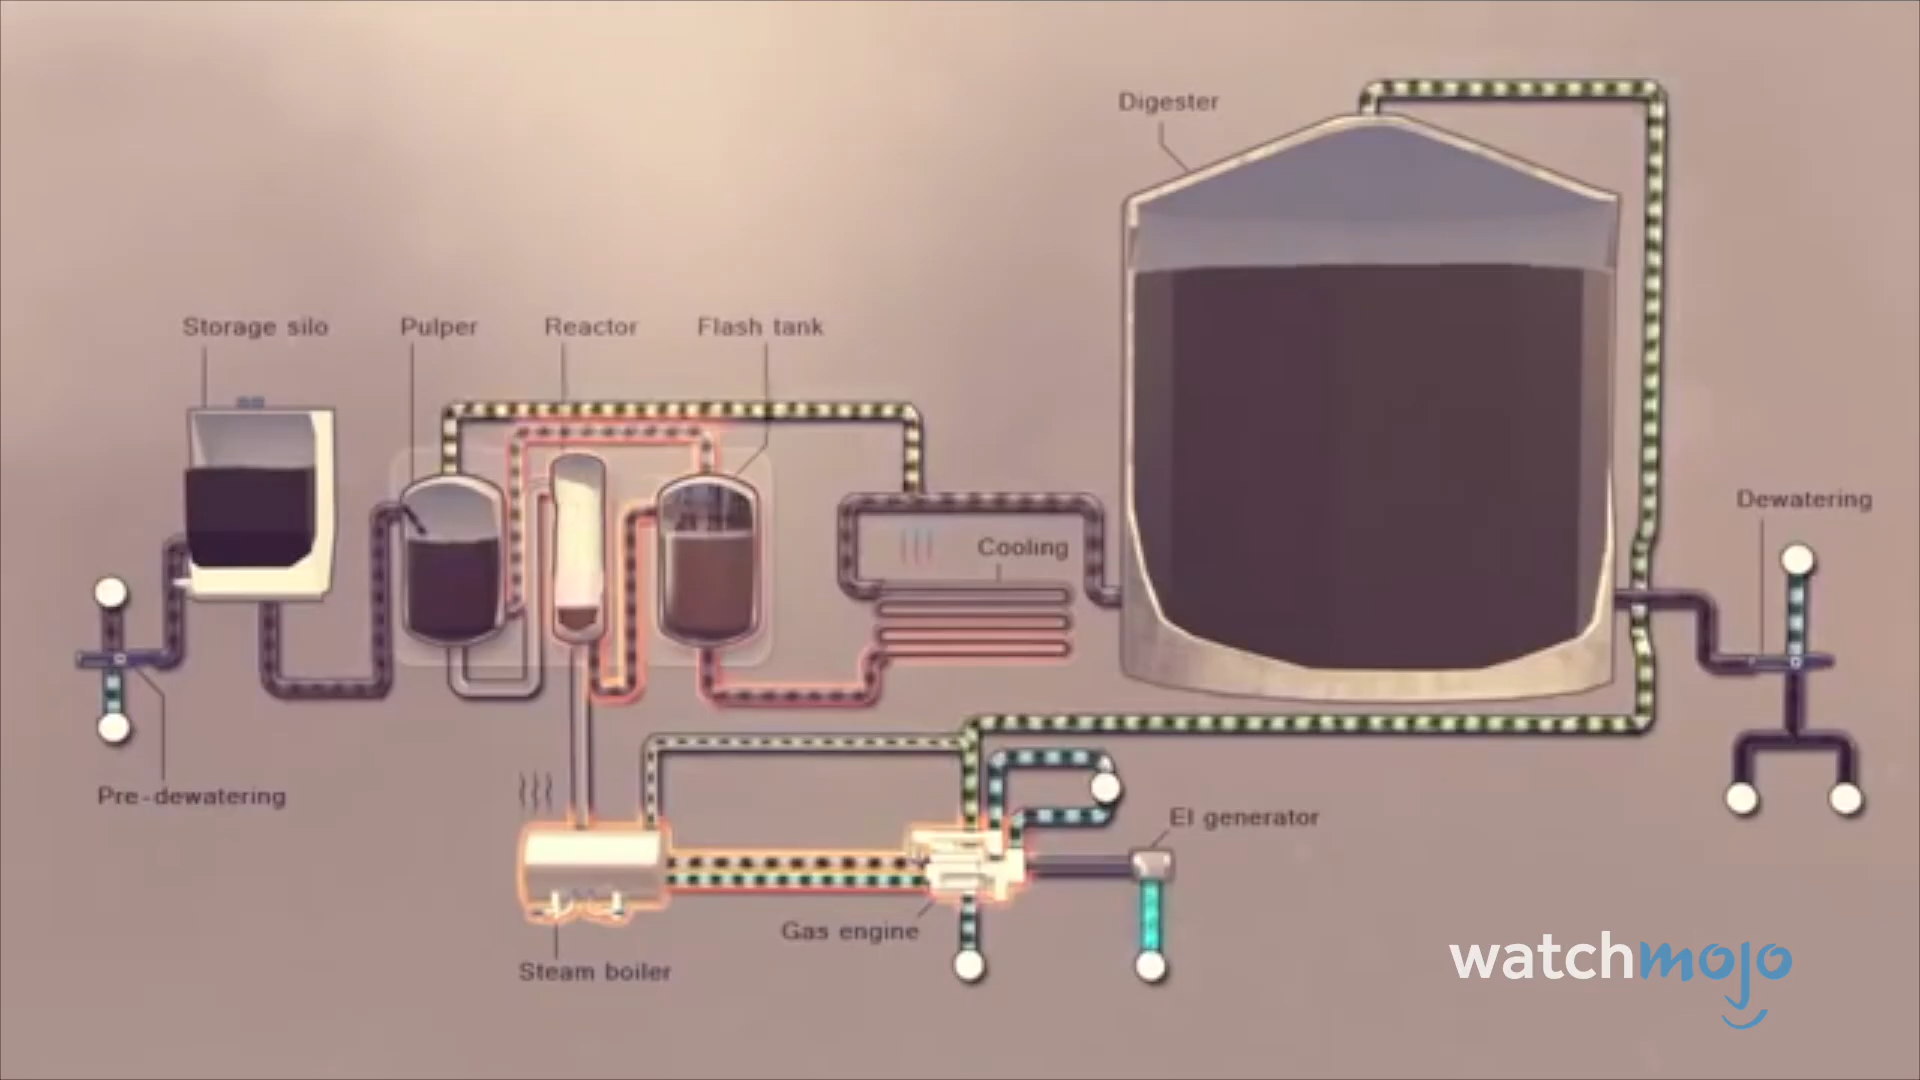 Digester
Storage silo
Pulper
Reactor
Flash tank
Dewatering
Cooling
Pre-dewatering
El generator
Gas engine
Steam boiler
watchmojo